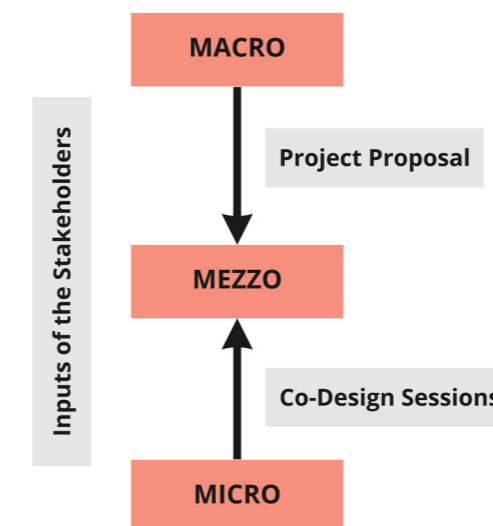 MACRO
Project Proposal
Inputs of the Stakeholders
MEZZO
Co-Design Sessions
MICRO